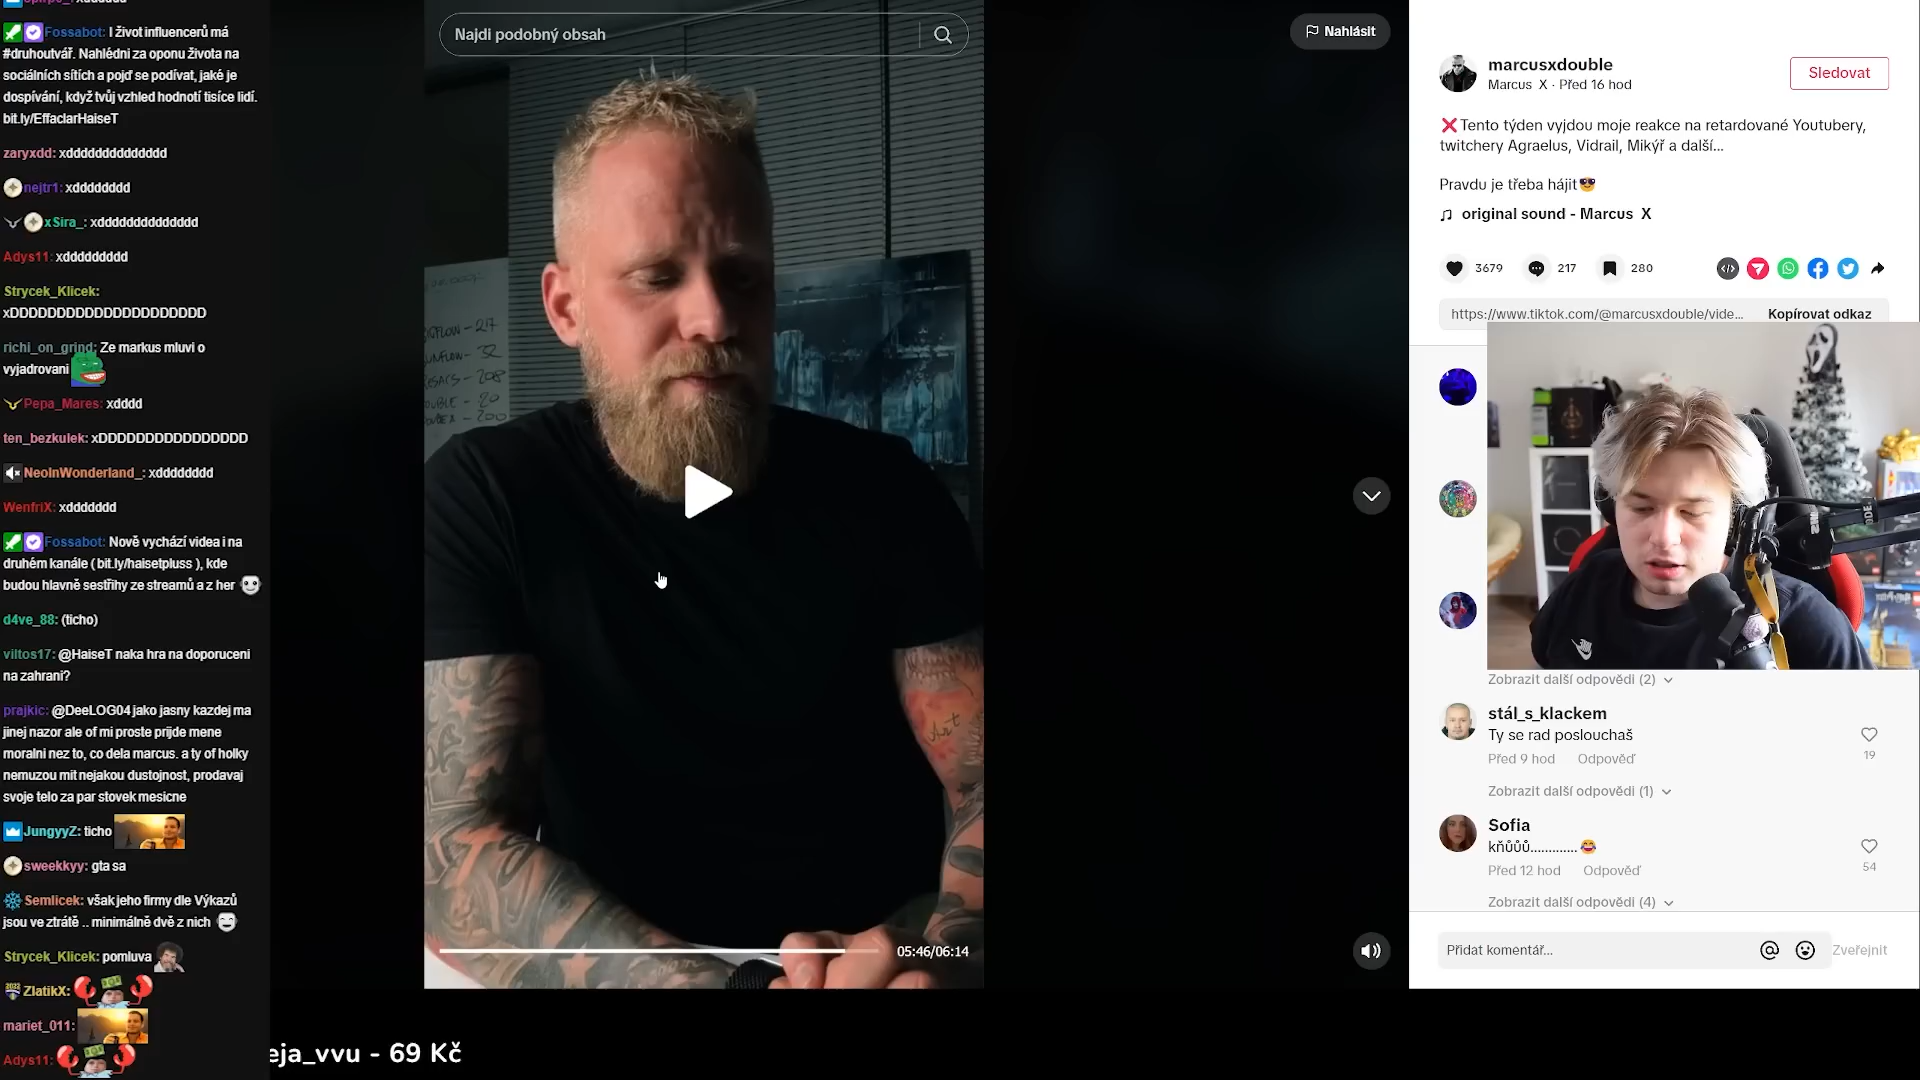 Fossabot: I život influencerů má
#druhoutvář. Nahlédni za oponu života na
sociálních sítích a pojď se podívat, jaké je
dospívání, když tvůj vzhled hodnotí tisíce lidí.
bit.ly/EffaclarHaiseT
zaryxdd: xdddddddddddddd
nejtr1: xdddddddd
xSira_: xdddddddddddddd
Adys11: xddddddddd
Strycek_Klicek:
xDDDDDDDDDDDDDDDDDDDDD
richi_on_grind: Ze markus mluvi o
vyjadrovani
Pepa_Mares: xdddd
ten_bezkulek: xDDDDDDDDDDDDDDDD
NeoInWonderland_: xdddddddd
WenfriX: xddddddd
Fossabot: Nově vychází videa i na
druhém kanále ( bit.ly/haisetpluss ), kde
budou hlavně sestřihy ze streamů a z her
d4ve_88: (ticho)
viltos17: @HaiseT naka hra na doporuceni
na zahrani?
prajkic: @DeeLOG04 jako jasny kazdej ma
jinej nazor ale of mi proste prijde mene
moralni nez to, co dela marcus. a ty of holky
nemuzou mit nejakou dustojnost, prodavaj
svoje telo za par stovek mesicne
JungyyZ: ticho
sweekkyy: gta sa
Semlicek: však jeho firmy dle Výkazů
jsou ve ztrátě .. minimálně dvě z nich
Strycek_Klicek: pomluva
ZlatikX:
mariet_011:
Adys11:
Najdi podobný obsah
Nahlásit
05:46/06:14
eja_vvu - 69 Kč
marcusxdouble
Marcus X · Před 16 hod
Sledovat
❌Tento týden vyjdou moje reakce na retardované Youtubery,
twitchery Agraelus, Vidrail, Mikýř a další...
Pravdu je třeba hájit😎
original sound - Marcus X
3679
217
280
https://www.tiktok.com/@marcusxdouble/vide...
Kopírovat odkaz
Zobrazit další odpovědi (2)
stál_s_klackem
Ty se rad posloucháš
19
Před 9 hod Odpověď
Zobrazit další odpovědi (1)
Sofia
kňůůů.............😂
54
Před 12 hod Odpověď
Zobrazit další odpovědi (4)
Přidat komentář...
Zveřejnit